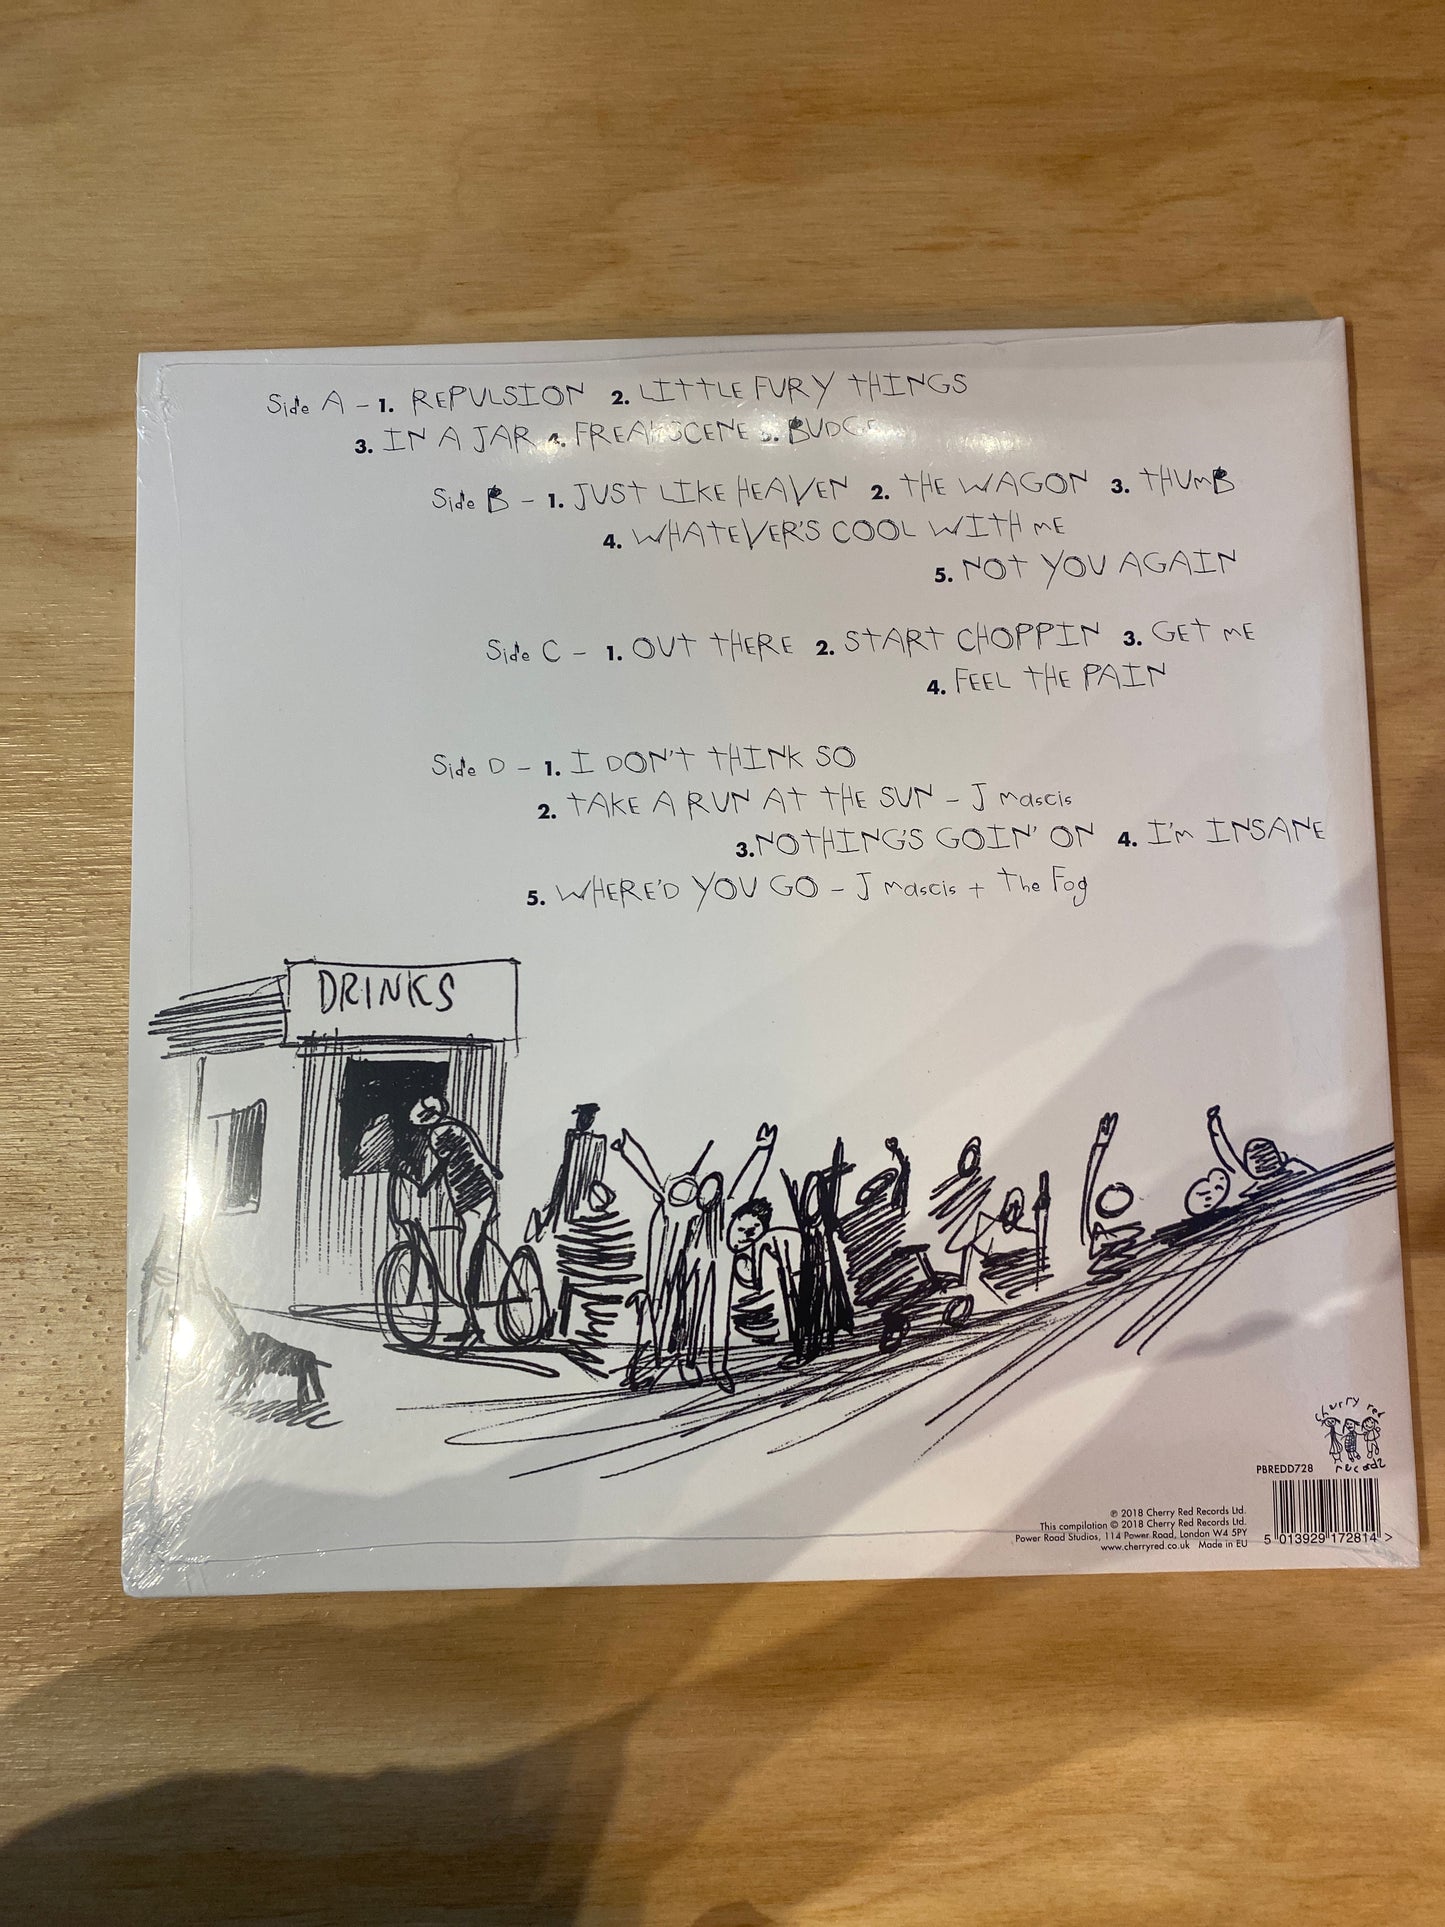 Side A - 1. REPULSION 2. LITTLE FURY THINGS
3. IN A JAR 4. FREAKSCENE 5. BUDGE
Side B - 1. JUST LIKE HEAVEN 2. THE WAGON 3. THUMB
4. WHATEVER'S COOL WITH ME
5. NOT YOU AGAIN
Side C - 1. OUT THERE 2. START CHOPPIN 3. GET ME
4. FEEL THE PAIN
Side D - 1. I DON'T THINK SO
2. TAKE A RUN AT THE SUN - J Mascis
3. NOTHING'S GOIN' ON 4. I'M INSANE
5. WHERE'D YOU GO - J Mascis + The Fog
DRINKS
cherry red
records
PBREDD728
℗ 2018 Cherry Red Records Ltd.
This compilation © 2018 Cherry Red Records Ltd.
Power Road Studios, 114 Power Road, London W4 5PY
www.cherryred.co.uk Made in EU
5 013929 172814 >